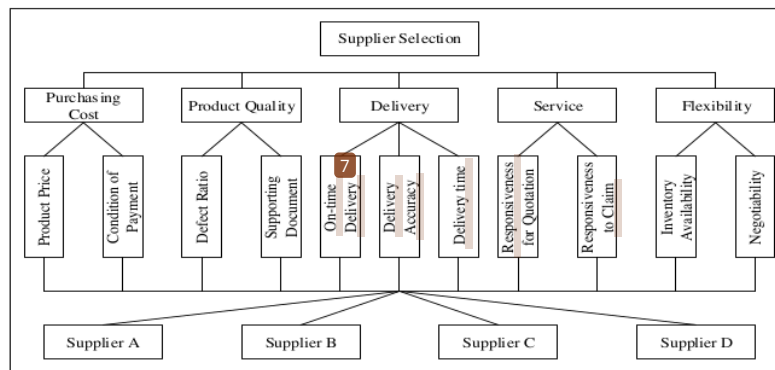 Supplier Selection
Purchasing
Cost
Product Quality
Delivery
Service
Flexibility
Product Price
Condition of
Payment
Defect Ratio
Supporting
Document
7
On-time
Delivery
Delivery
Accuracy
Delivery time
Responsiveness
for Quotation
Responsiveness
to Claim
Inventory
Availability
Negotiability
Supplier A
Supplier B
Supplier C
Supplier D